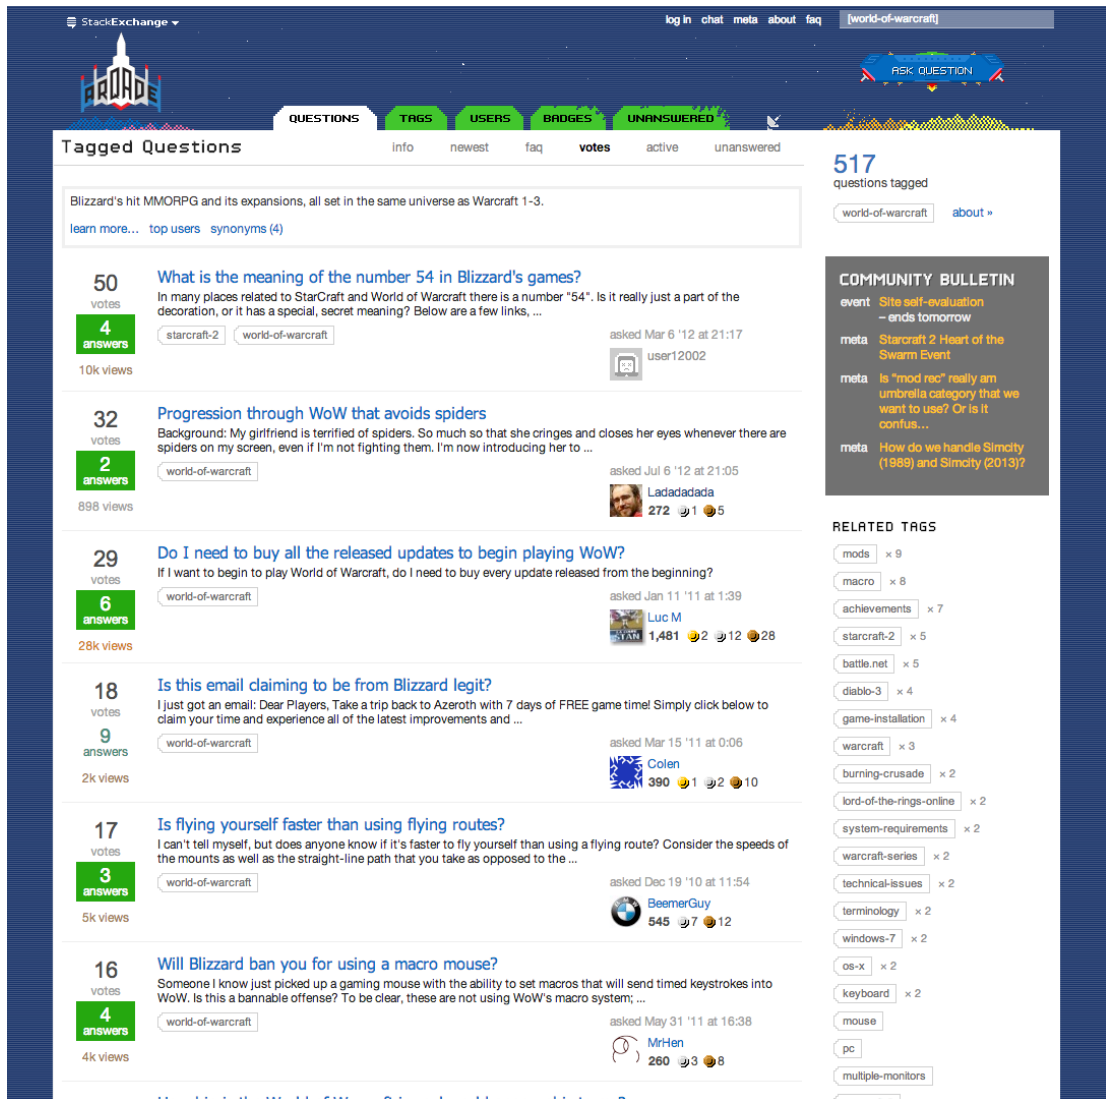 StackExchange
log in chat meta about faq
[world-of-warcraft]
ARCADE
ASK QUESTION
QUESTIONS TAGS USERS BADGES UNANSWERED
Tagged Questions
info newest faq votes active unanswered
Blizzard's hit MMORPG and its expansions, all set in the same universe as Warcraft 1-3.
learn more... top users synonyms (4)
50
votes
4
answers
10k views
What is the meaning of the number 54 in Blizzard's games?
In many places related to StarCraft and World of Warcraft there is a number "54". Is it really just a part of the
decoration, or it has a special, secret meaning? Below are a few links, ...
starcraft-2 world-of-warcraft
asked Mar 6 '12 at 21:17
user12002
32
votes
2
answers
898 views
Progression through WoW that avoids spiders
Background: My girlfriend is terrified of spiders. So much so that she cringes and closes her eyes whenever there are
spiders on my screen, even if I'm not fighting them. I'm now introducing her to ...
world-of-warcraft
asked Jul 6 '12 at 21:05
Ladadadada
272 1 5
29
votes
6
answers
28k views
Do I need to buy all the released updates to begin playing WoW?
If I want to begin to play World of Warcraft, do I need to buy every update released from the beginning?
world-of-warcraft
asked Jan 11 '11 at 1:39
Luc M
1,481 2 12 28
18
votes
9
answers
2k views
Is this email claiming to be from Blizzard legit?
I just got an email: Dear Players, Take a trip back to Azeroth with 7 days of FREE game time! Simply click below to
claim your time and experience all of the latest improvements and ...
world-of-warcraft
asked Mar 15 '11 at 0:06
Colen
390 1 2 10
17
votes
3
answers
5k views
Is flying yourself faster than using flying routes?
I can't tell myself, but does anyone know if it's faster to fly yourself than using a flying route? Consider the speeds of
the mounts as well as the straight-line path that you take as opposed to the ...
world-of-warcraft
asked Dec 19 '10 at 11:54
BeemerGuy
545 7 12
16
votes
4
answers
4k views
Will Blizzard ban you for using a macro mouse?
Someone I know just picked up a gaming mouse with the ability to set macros that will send timed keystrokes into
WoW. Is this a bannable offense? To be clear, these are not using WoW's macro system; ...
world-of-warcraft
asked May 31 '11 at 16:38
MrHen
260 3 8
517
questions tagged
world-of-warcraft about »
COMMUNITY BULLETIN
event Site self-evaluation
– ends tomorrow
meta Starcraft 2 Heart of the
Swarm Event
meta Is "mod rec" really am
umbrella category that we
want to use? Or is it
confus...
meta How do we handle Simcity
(1989) and Simcity (2013)?
RELATED TAGS
mods × 9
macro × 8
achievements × 7
starcraft-2 × 5
battle.net × 5
diablo-3 × 4
game-installation × 4
warcraft × 3
burning-crusade × 2
lord-of-the-rings-online × 2
system-requirements × 2
warcraft-series × 2
technical-issues × 2
terminology × 2
windows-7 × 2
os-x × 2
keyboard × 2
mouse
pc
multiple-monitors